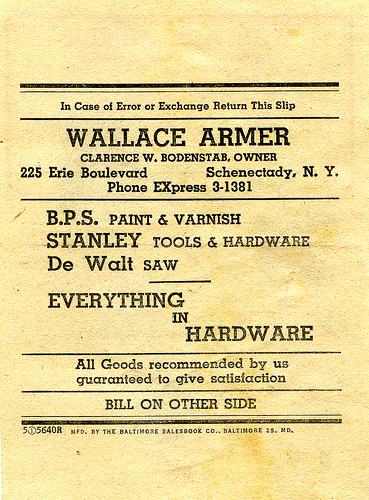 In Case of Error or Exchange Return This Slip
WALLACE ARMER
CLARENCE W. BODENSTAB, OWNER
225 Erie Boulevard Schenectady, N. Y.
Phone EXpress 3-1381
B.P.S. PAINT & VARNISH
STANLEY TOOLS & HARDWARE
De Walt SAW
EVERYTHING
IN
HARDWARE
All Goods recommended by us
guaranteed to give satisfaction
BILL ON OTHER SIDE
5①5640R MFD. BY THE BALTIMORE SALESBOOK CO., BALTIMORE 28, MD.